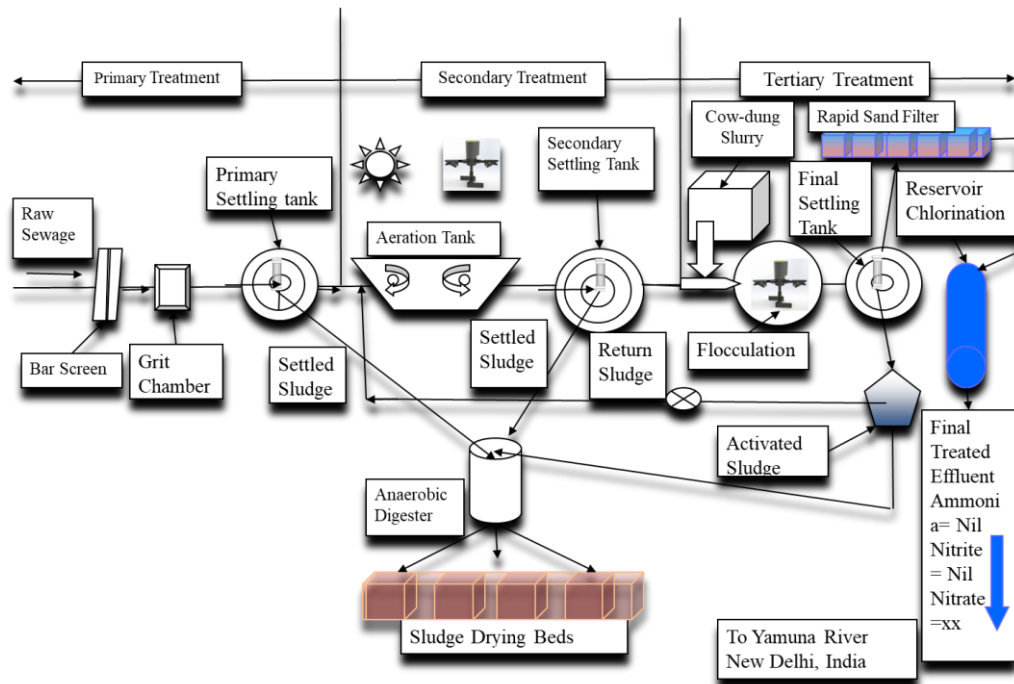 Primary Treatment
Secondary Treatment
Tertiary Treatment
Cow-dung
Slurry
Rapid Sand Filter
Secondary
Settling Tank
Primary
Settling tank
Final
Settling
Tank
Reservoir
Chlorination
Raw
Sewage
Aeration Tank
Bar Screen
Grit
Chamber
Settled
Sludge
Settled
Sludge
Return
Sludge
Flocculation
Activated
Sludge
Anaerobic
Digester
Sludge Drying Beds
Final
Treated
Effluent
Ammoni
a= Nil
Nitrite
= Nil
Nitrate
=xx
To Yamuna River
New Delhi, India